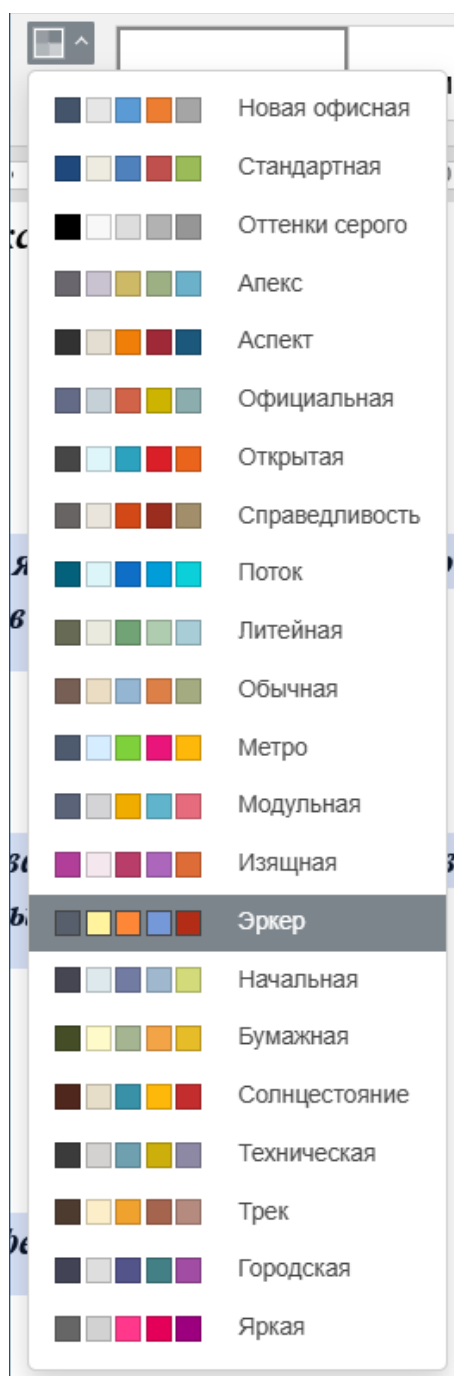 Новая офисная
Стандартная
Оттенки серого
Апекс
Аспект
Официальная
Открытая
Справедливость
Поток
Литейная
Обычная
Метро
Модульная
Изящная
Эркер
Начальная
Бумажная
Солнцестояние
Техническая
Трек
Городская
Яркая